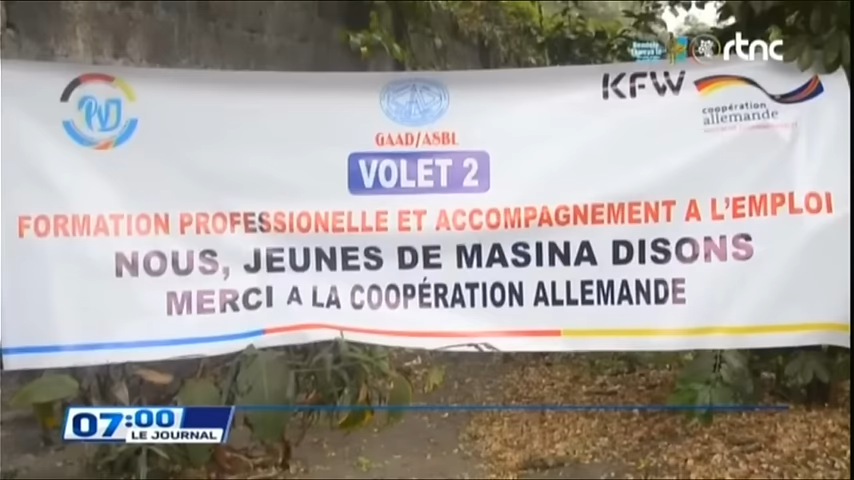 rtnc
PVD
KFW
coopération
allemande
GAAD/ASBL
VOLET 2
FORMATION PROFESSIONELLE ET ACCOMPAGNEMENT A L'EMPLOI
NOUS, JEUNES DE MASINA DISONS
MERCI A LA COOPÉRATION ALLEMANDE
07:00
LE JOURNAL